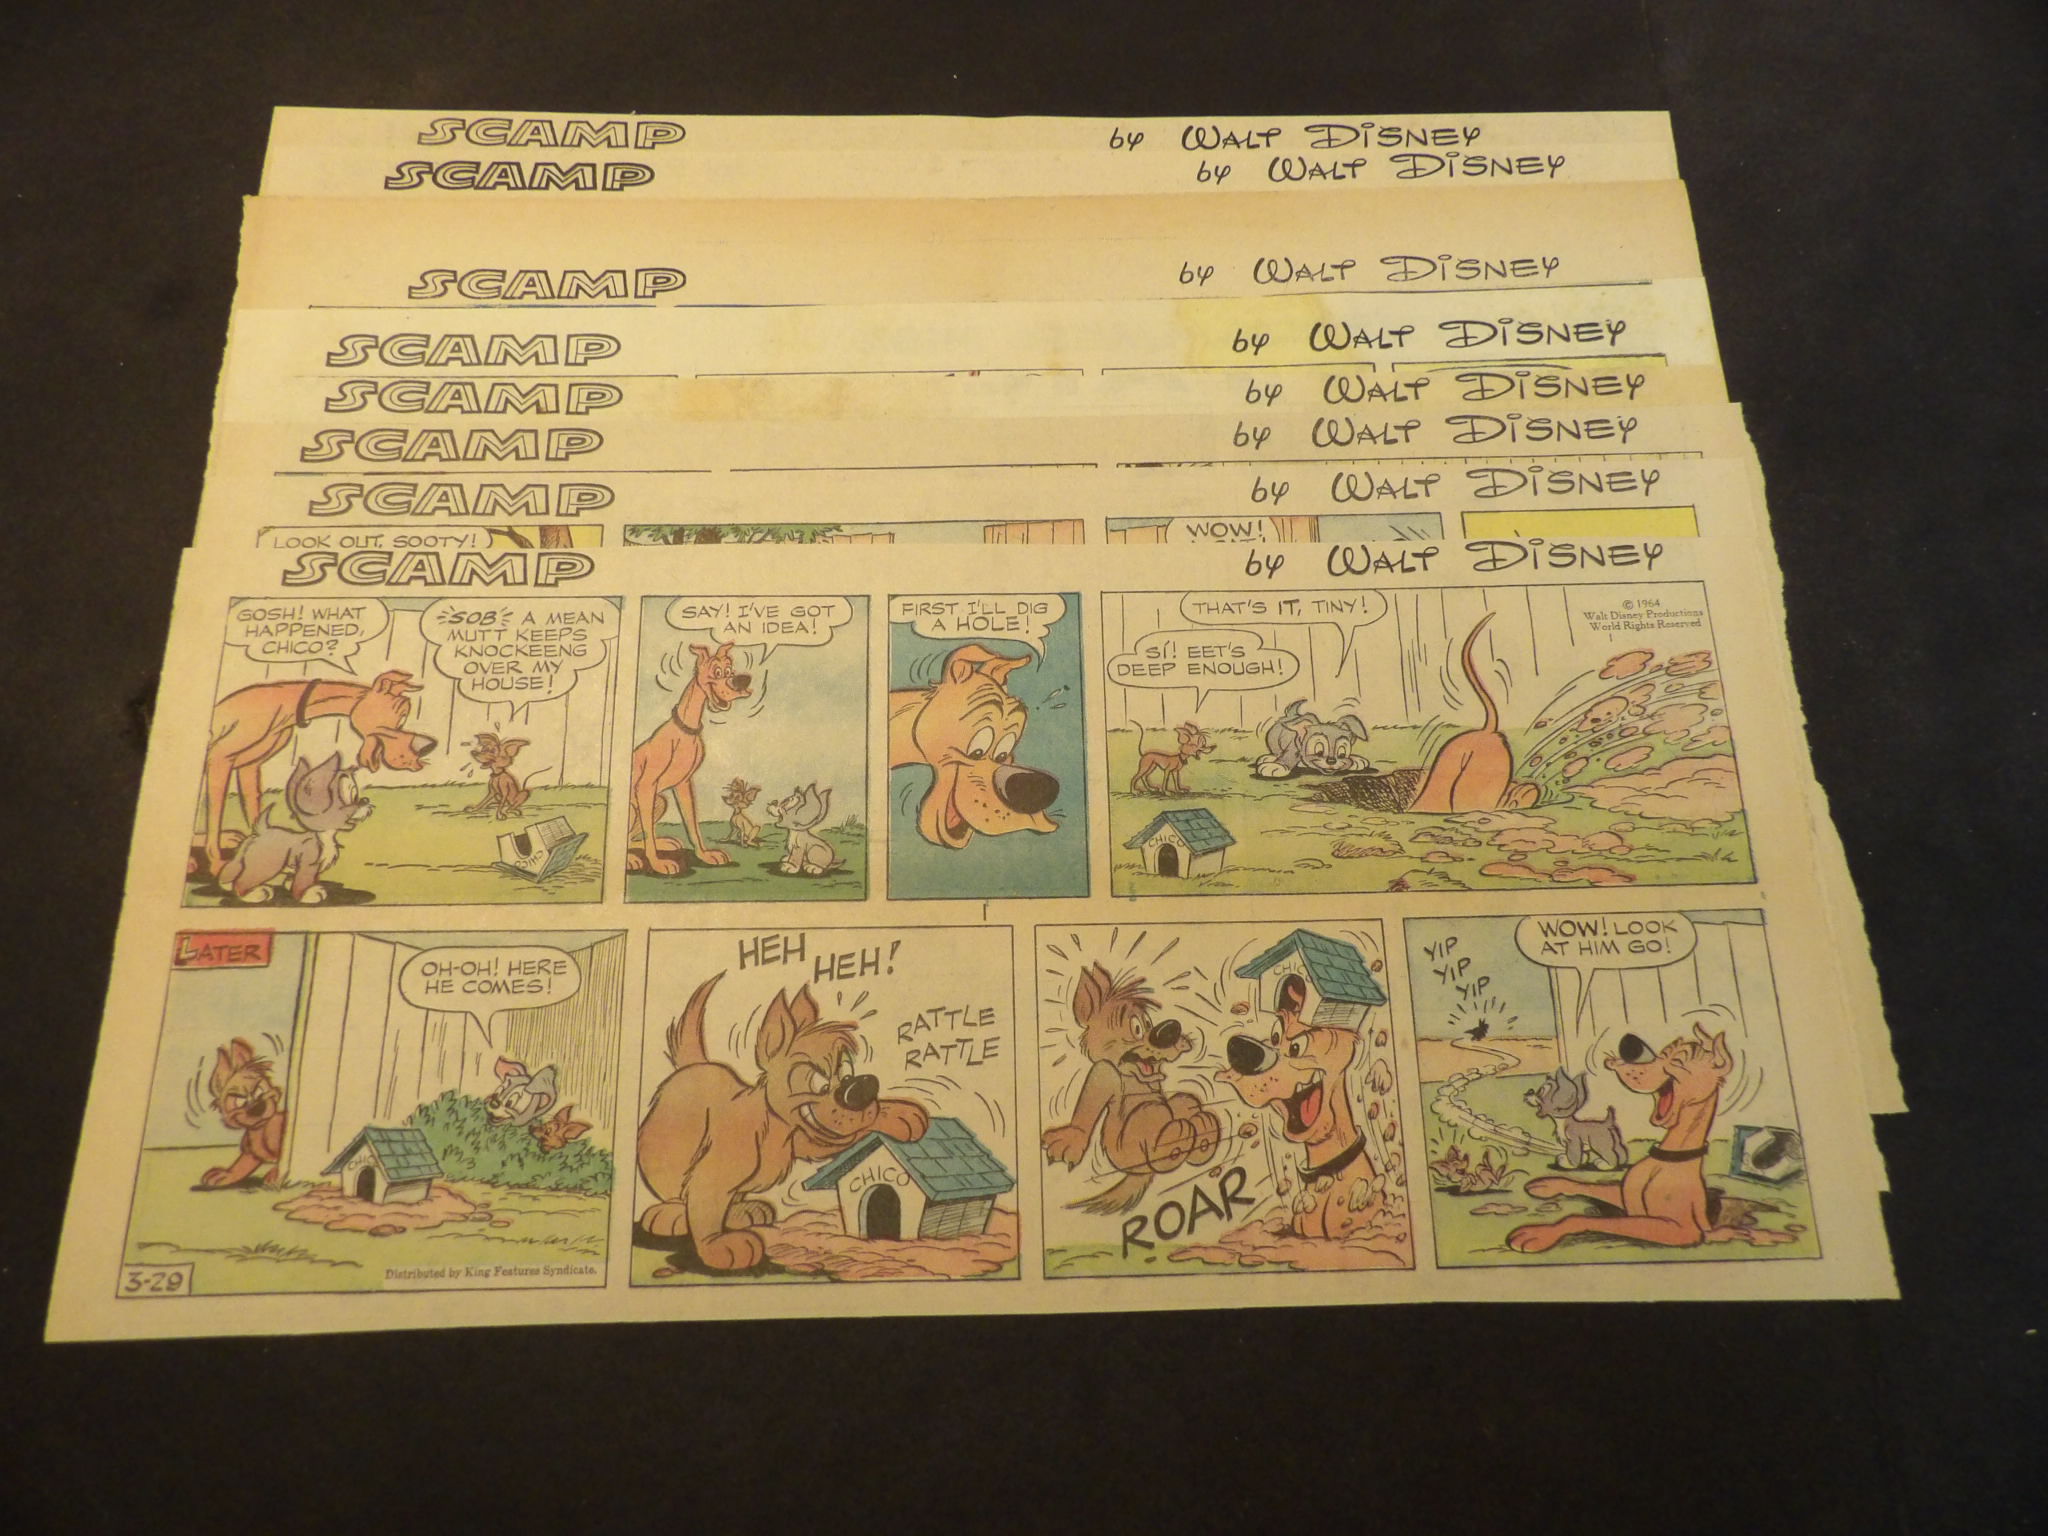 SCAMP by WALT DISNEY
SCAMP by WALT DISNEY
SCAMP by WALT DISNEY
SCAMP by WALT DISNEY
SCAMP by WALT DISNEY
SCAMP by WALT DISNEY
SCAMP by WALT DISNEY
LOOK OUT, SOOTY!
WOW!
SCAMP by WALT DISNEY
GOSH! WHAT
HAPPENED,
CHICO?
*SOB* A MEAN
MUTT KEEPS
KNOCKEENG
OVER MY
HOUSE!
CHICO
SAY! I'VE GOT
AN IDEA!
FIRST I'LL DIG
A HOLE!
THAT'S IT, TINY!
SÍ! EET'S
DEEP ENOUGH!
© 1964
Walt Disney Productions
World Rights Reserved
CHICO
LATER
OH-OH! HERE
HE COMES!
CHICO
3-29
Distributed by King Features Syndicate.
HEH
HEH!
RATTLE
RATTLE
CHICO
CHICO
ROAR
YIP
YIP
YIP
WOW! LOOK
AT HIM GO!